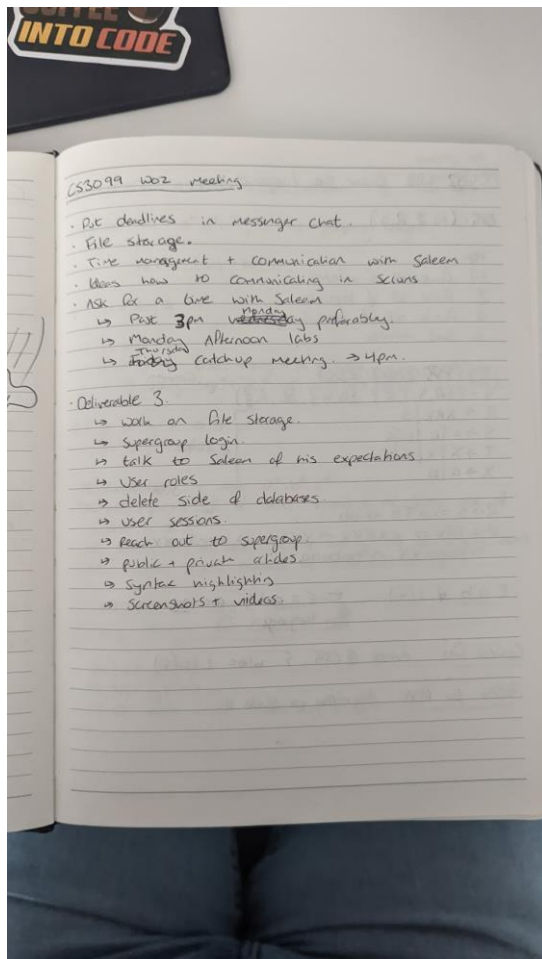 COFFEE
INTO CODE
CS3099 W02 Meeting
· Put deadlines in messenger chat.
· File storage.
· Time management + communication with Saleem
· Ideas how to communicating in Scrums
· Ask for a time with Saleem
↳ Past 3pm Monday preferably.
↳ Monday Afternoon labs
↳ Thursday catchup meeting. → 4pm.
· Deliverable 3
↳ work on file storage.
↳ supergroup login.
↳ talk to Saleem of his expectations
↳ user roles
↳ delete side of databases
↳ user sessions.
↳ Reach out to supergroup
↳ public + private articles
↳ Syntax highlighting
↳ Screenshots + videos.